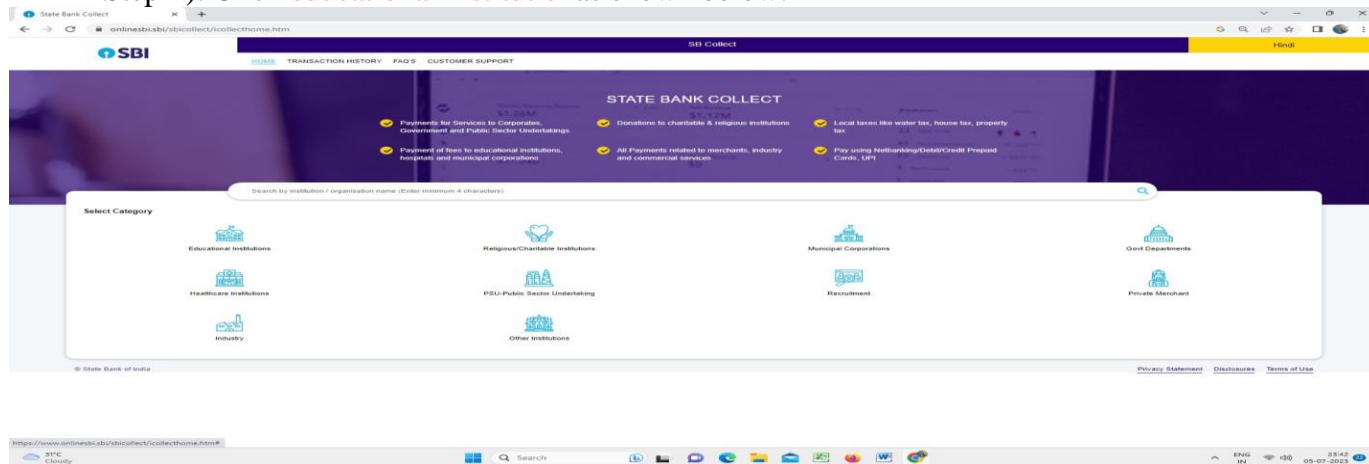 State Bank Collect
onlinesbi.sbi/sbicollect/icollecthome.htm
SBI
SB Collect
Hindi
HOME TRANSACTION HISTORY FAQ'S CUSTOMER SUPPORT
STATE BANK COLLECT
Payments for Services to Corporates,
Government and Public Sector Undertakings
Donations to charitable & religious institutions
Local taxes like water tax, house tax, property
tax
Payment of fees to educational institutions,
hospitals and municipal corporations
All Payments related to merchants, industry
and commercial services
Pay using Netbanking/Debit/Credit Prepaid
Cards, UPI
Search by institution / organisation name (Enter minimum 4 characters)
Select Category
Educational Institutions
Religious/Charitable Institutions
Municipal Corporations
Govt Departments
Healthcare Institutions
PSU-Public Sector Undertaking
Recruitment
Private Merchant
Industry
Other Institutions
© State Bank of India
Privacy Statement Disclosures Terms of Use
https://www.onlinesbi.sbi/sbicollect/icollecthome.htm#
31°C
Cloudy
Search
ENG
IN
23:42
05-07-2023